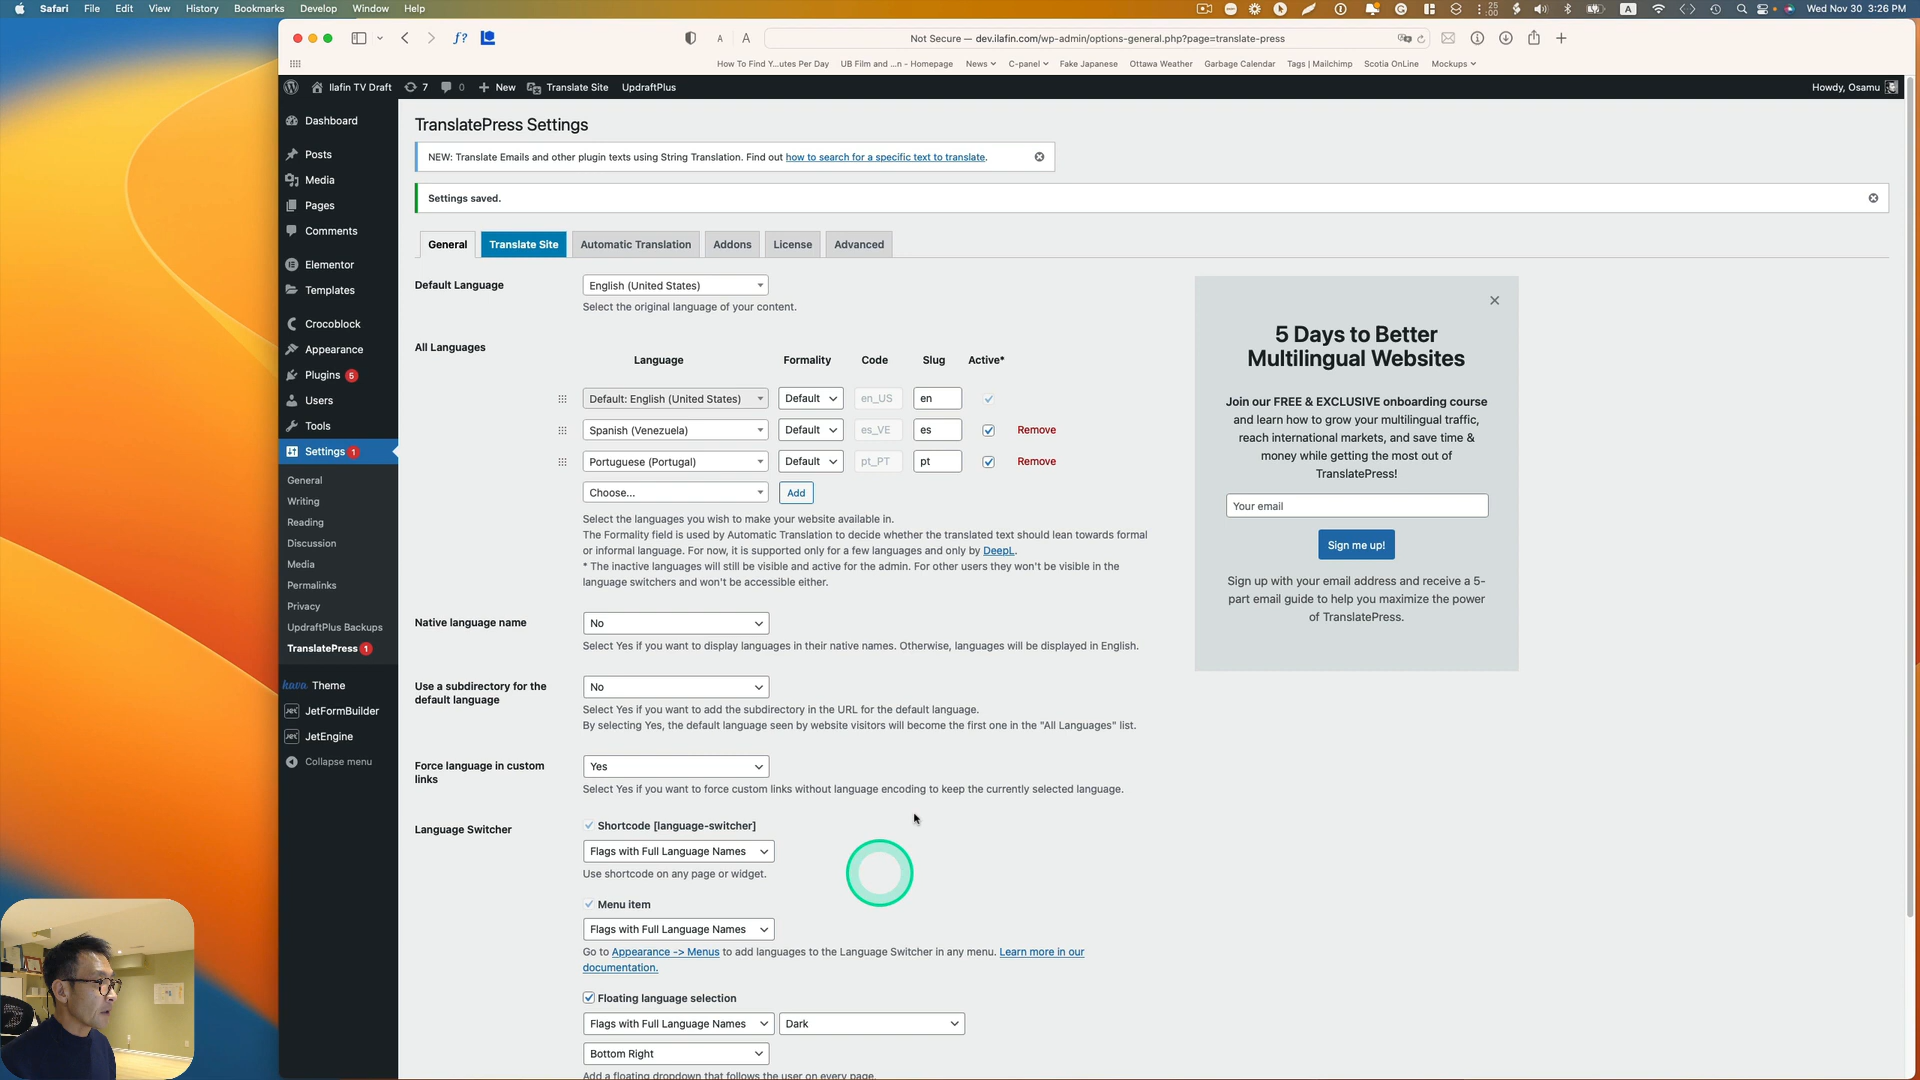 Safari File Edit View History Bookmarks Develop Window Help
25
:00
A
Wed Nov 30 3:26 PM
f?
A A
Not Secure — dev.ilafin.com/wp-admin/options-general.php?page=translate-press
How To Find Y...utes Per Day UB Film and ...n - Homepage News C-panel Fake Japanese Ottawa Weather Garbage Calendar Tags | Mailchimp Scotia OnLine Mockups
Ilafin TV Draft 7 0 New Translate Site UpdraftPlus Howdy, Osamu
Dashboard
Posts
Media
Pages
Comments
Elementor
Templates
Crocoblock
Appearance
Plugins 5
Users
Tools
Settings 1
General
Writing
Reading
Discussion
Media
Permalinks
Privacy
UpdraftPlus Backups
TranslatePress 1
kava Theme
Jet JetFormBuilder
Jet JetEngine
Collapse menu
TranslatePress Settings
NEW: Translate Emails and other plugin texts using String Translation. Find out how to search for a specific text to translate.
Settings saved.
General Translate Site Automatic Translation Addons License Advanced
Default Language English (United States)
Select the original language of your content.
All Languages
Language Formality Code Slug Active*
Default: English (United States) Default en_US en
Spanish (Venezuela) Default es_VE es Remove
Portuguese (Portugal) Default pt_PT pt Remove
Choose... Add
Select the languages you wish to make your website available in.
The Formality field is used by Automatic Translation to decide whether the translated text should lean towards formal
or informal language. For now, it is supported only for a few languages and only by DeepL.
* The inactive languages will still be visible and active for the admin. For other users they won't be visible in the
language switchers and won't be accessible either.
Native language name No
Select Yes if you want to display languages in their native names. Otherwise, languages will be displayed in English.
Use a subdirectory for the
default language
No
Select Yes if you want to add the subdirectory in the URL for the default language.
By selecting Yes, the default language seen by website visitors will become the first one in the "All Languages" list.
Force language in custom
links
Yes
Select Yes if you want to force custom links without language encoding to keep the currently selected language.
Language Switcher
Shortcode [language-switcher]
Flags with Full Language Names
Use shortcode on any page or widget.
Menu item
Flags with Full Language Names
Go to Appearance -> Menus to add languages to the Language Switcher in any menu. Learn more in our
documentation.
Floating language selection
Flags with Full Language Names Dark
Bottom Right
Add a floating dropdown that follows the user on every page.
5 Days to Better
Multilingual Websites
Join our FREE & EXCLUSIVE onboarding course
and learn how to grow your multilingual traffic,
reach international markets, and save time &
money while getting the most out of
TranslatePress!
Your email
Sign me up!
Sign up with your email address and receive a 5-
part email guide to help you maximize the power
of TranslatePress.